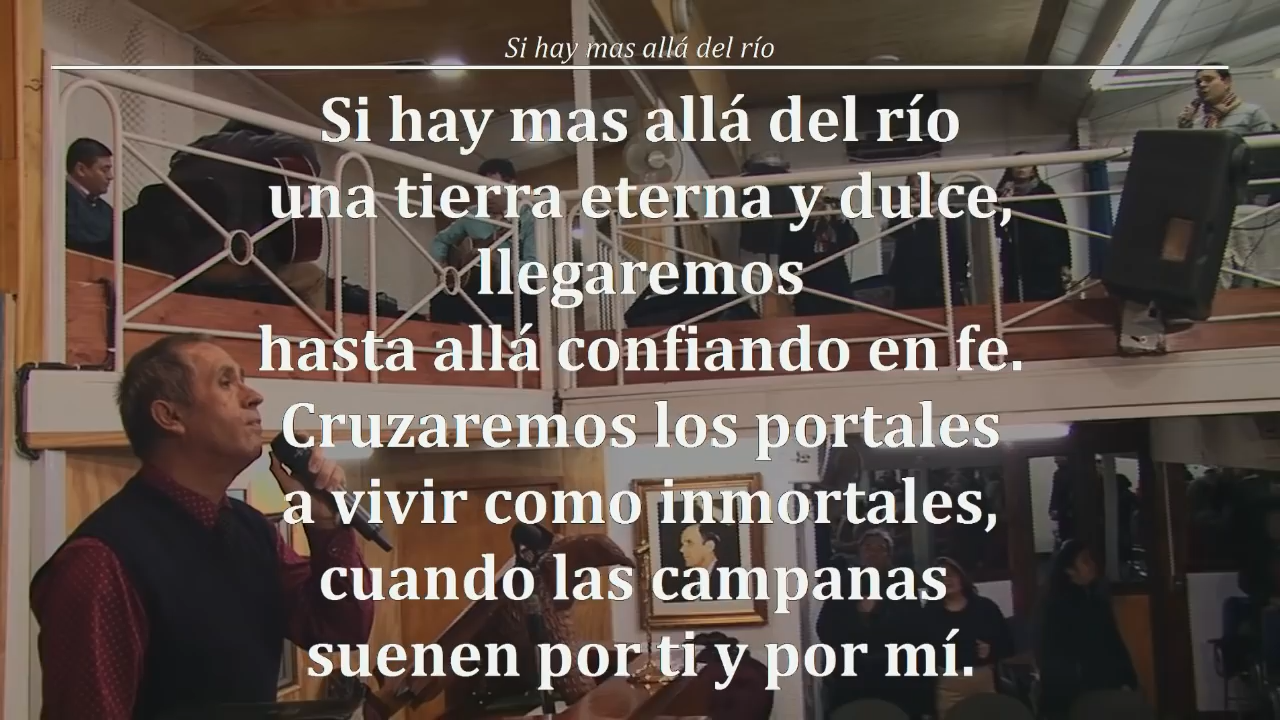 Si hay mas allá del río
Si hay mas allá del río
una tierra eterna y dulce,
llegaremos
hasta allá confiando en fe.
Cruzaremos los portales
a vivir como inmortales,
cuando las campanas
suenen por ti y por mí.